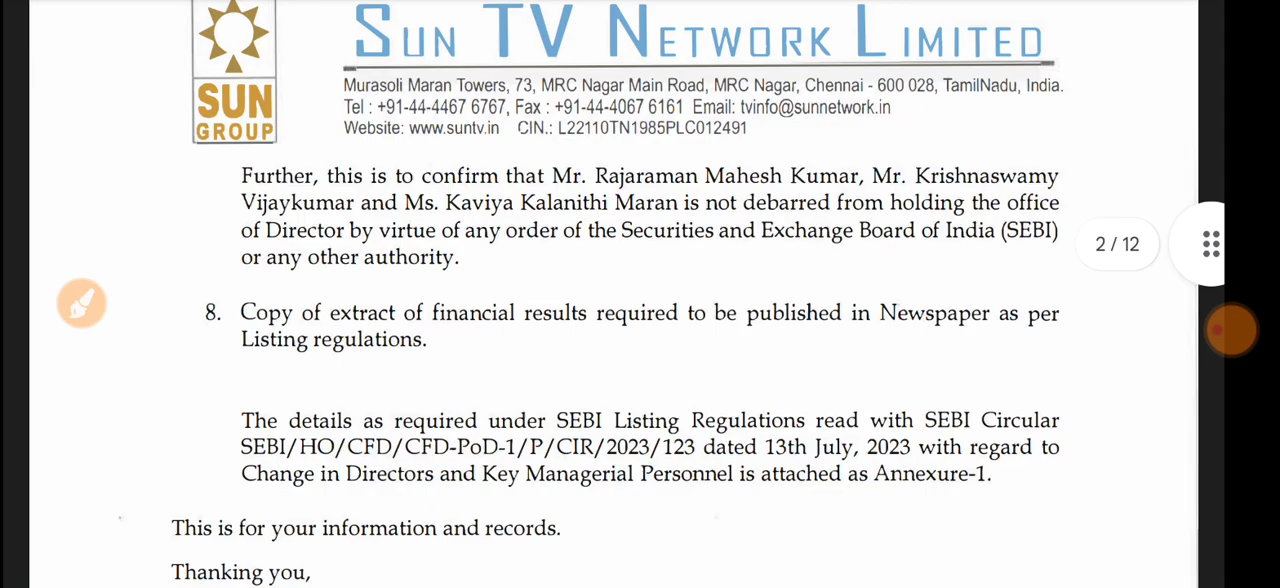 SUN TV NETWORK LIMITED
SUN
GROUP
Murasoli Maran Towers, 73, MRC Nagar Main Road, MRC Nagar, Chennai - 600 028, TamilNadu, India.
Tel : +91-44-4467 6767, Fax : +91-44-4067 6161 Email: tvinfo@sunnetwork.in
Website: www.suntv.in CIN.: L22110TN1985PLC012491
Further, this is to confirm that Mr. Rajaraman Mahesh Kumar, Mr. Krishnaswamy
Vijaykumar and Ms. Kaviya Kalanithi Maran is not debarred from holding the office
of Director by virtue of any order of the Securities and Exchange Board of India (SEBI)
or any other authority.
2 / 12
8. Copy of extract of financial results required to be published in Newspaper as per
Listing regulations.
The details as required under SEBI Listing Regulations read with SEBI Circular
SEBI/HO/CFD/CFD-PoD-1/P/CIR/2023/123 dated 13th July, 2023 with regard to
Change in Directors and Key Managerial Personnel is attached as Annexure-1.
This is for your information and records.
Thanking you,